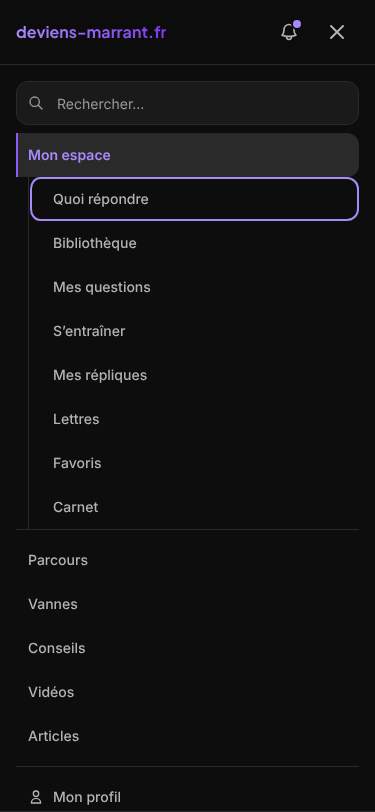 deviens-marrant.fr
Rechercher...
Mon espace
Quoi répondre
Bibliothèque
Mes questions
S’entraîner
Mes répliques
Lettres
Favoris
Carnet
Parcours
Vannes
Conseils
Vidéos
Articles
Mon profil